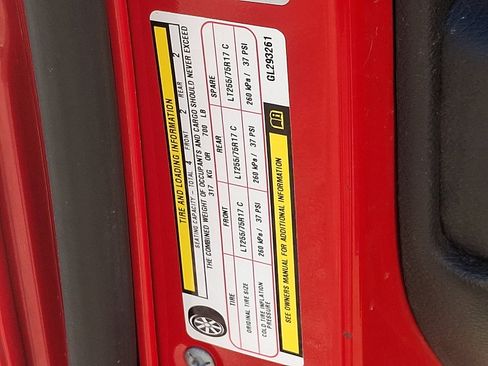 TIRE AND LOADING INFORMATION
SEATING CAPACITY - TOTAL 4 FRONT 2 REAR 2
THE COMBINED WEIGHT OF OCCUPANTS AND CARGO SHOULD NEVER EXCEED
317 KG OR 700 LB
TIRE FRONT REAR SPARE
ORIGINAL TIRE SIZE LT255/75R17 C LT255/75R17 C LT255/75R17 C
COLD TIRE INFLATION PRESSURE 260 kPa / 37 PSI 260 kPa / 37 PSI 260 kPa / 37 PSI
SEE OWNERS MANUAL FOR ADDITIONAL INFORMATION
GL293261